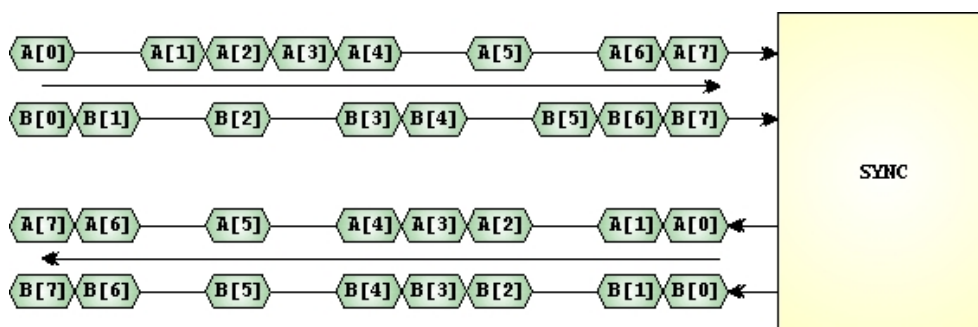 A[0] A[1] A[2] A[3] A[4] A[5] A[6] A[7]
B[0] B[1] B[2] B[3] B[4] B[5] B[6] B[7]
SYNC
A[7] A[6] A[5] A[4] A[3] A[2] A[1] A[0]
B[7] B[6] B[5] B[4] B[3] B[2] B[1] B[0]